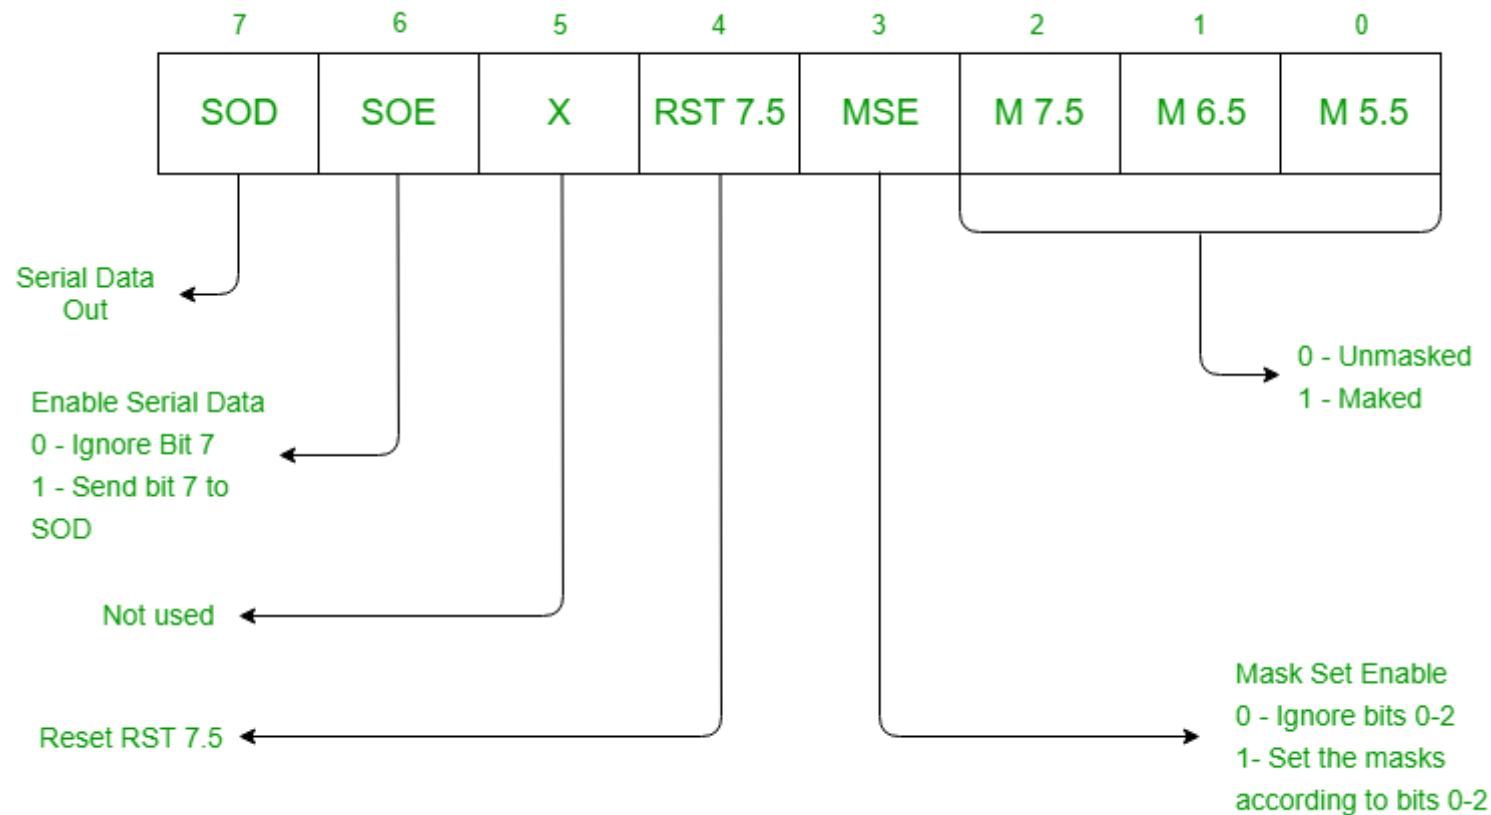 7 6 5 4 3 2 1 0
SOD SOE X RST 7.5 MSE M 7.5 M 6.5 M 5.5
Serial Data
Out
0 - Unmasked
1 - Maked
Enable Serial Data
0 - Ignore Bit 7
1 - Send bit 7 to
SOD
Not used
Reset RST 7.5
Mask Set Enable
0 - Ignore bits 0-2
1- Set the masks
according to bits 0-2